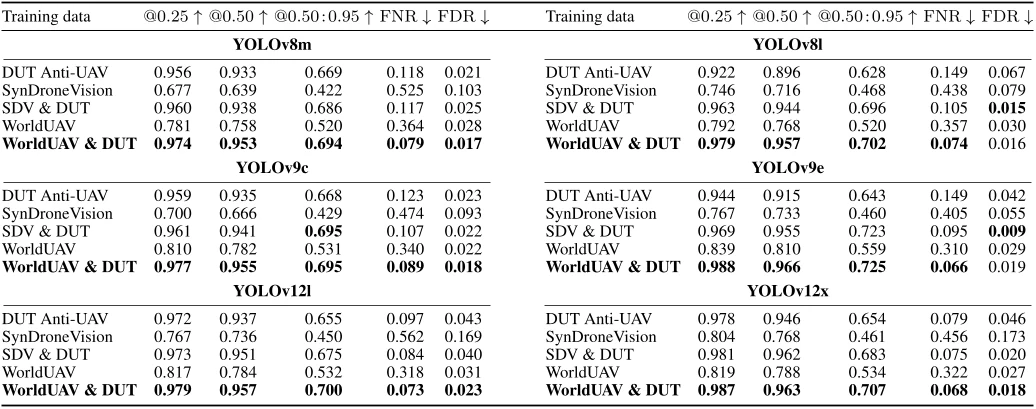 Training data @0.25 ↑ @0.50 ↑ @0.50 : 0.95 ↑ FNR ↓ FDR ↓ Training data @0.25 ↑ @0.50 ↑ @0.50 : 0.95 ↑ FNR ↓ FDR ↓
YOLOv8m YOLOv8l
DUT Anti-UAV 0.956 0.933 0.669 0.118 0.021 DUT Anti-UAV 0.922 0.896 0.628 0.149 0.067
SynDroneVision 0.677 0.639 0.422 0.525 0.103 SynDroneVision 0.746 0.716 0.468 0.438 0.079
SDV & DUT 0.960 0.938 0.686 0.117 0.025 SDV & DUT 0.963 0.944 0.696 0.105 0.015
WorldUAV 0.781 0.758 0.520 0.364 0.028 WorldUAV 0.792 0.768 0.520 0.357 0.030
WorldUAV & DUT 0.974 0.953 0.694 0.079 0.017 WorldUAV & DUT 0.979 0.957 0.702 0.074 0.016
YOLOv9c YOLOv9e
DUT Anti-UAV 0.959 0.935 0.668 0.123 0.023 DUT Anti-UAV 0.944 0.915 0.643 0.149 0.042
SynDroneVision 0.700 0.666 0.429 0.474 0.093 SynDroneVision 0.767 0.733 0.460 0.405 0.055
SDV & DUT 0.961 0.941 0.695 0.107 0.022 SDV & DUT 0.969 0.955 0.723 0.095 0.009
WorldUAV 0.810 0.782 0.531 0.340 0.022 WorldUAV 0.839 0.810 0.559 0.310 0.029
WorldUAV & DUT 0.977 0.955 0.695 0.089 0.018 WorldUAV & DUT 0.988 0.966 0.725 0.066 0.019
YOLOv12l YOLOv12x
DUT Anti-UAV 0.972 0.937 0.655 0.097 0.043 DUT Anti-UAV 0.978 0.946 0.654 0.079 0.046
SynDroneVision 0.767 0.736 0.450 0.562 0.169 SynDroneVision 0.804 0.768 0.461 0.456 0.173
SDV & DUT 0.973 0.951 0.675 0.084 0.040 SDV & DUT 0.981 0.962 0.683 0.075 0.020
WorldUAV 0.817 0.784 0.532 0.318 0.031 WorldUAV 0.819 0.788 0.534 0.322 0.027
WorldUAV & DUT 0.979 0.957 0.700 0.073 0.023 WorldUAV & DUT 0.987 0.963 0.707 0.068 0.018